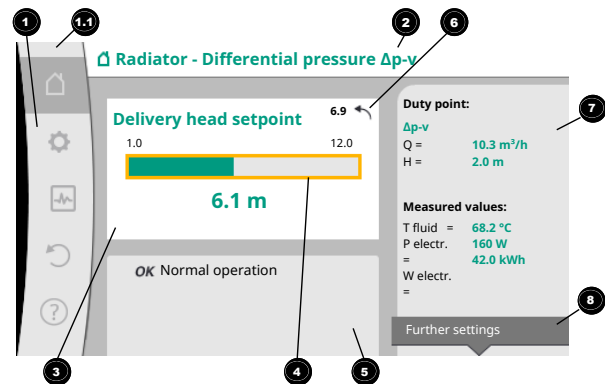 1
1.1
2
6
Radiator - Differential pressure Δp-v
Delivery head setpoint
6.9
1.0
12.0
6.1 m
OK Normal operation
Duty point:
Δp-v
Q = 10.3 m³/h
H = 2.0 m
Measured values:
T fluid = 68.2 °C
P electr. 160 W
= 42.0 kWh
W electr.
=
Further settings
7
8
3
4
5